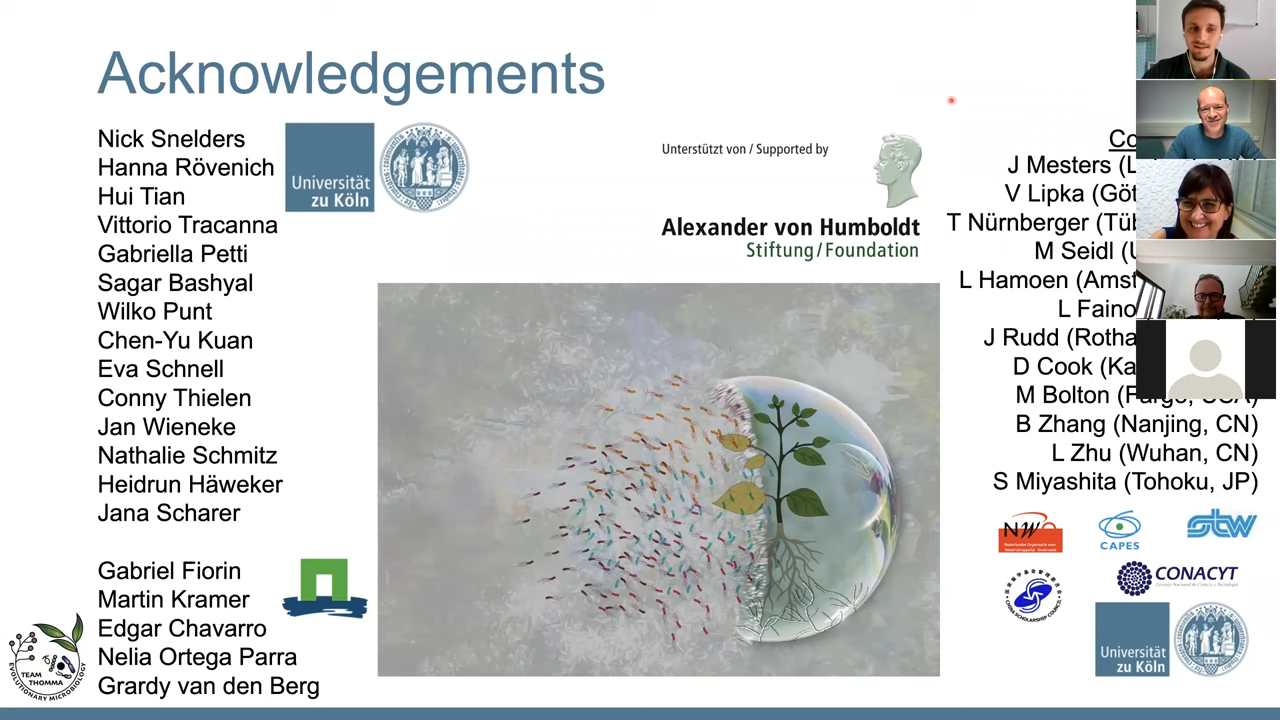 Acknowledgements
Nick Snelders
Hanna Rövenich
Hui Tian
Vittorio Tracanna
Gabriella Petti
Sagar Bashyal
Wilko Punt
Chen-Yu Kuan
Eva Schnell
Conny Thielen
Jan Wieneke
Nathalie Schmitz
Heidrun Häweker
Jana Scharer
Gabriel Fiorin
Martin Kramer
Edgar Chavarro
Nelia Ortega Parra
Grardy van den Berg
TEAM
THOMMA
EVOLUTIONARY MICROBIOLOGY
Universität
zu Köln
Unterstützt von / Supported by
Alexander von Humboldt
Stiftung/Foundation
J Mesters
V Lipka
T Nürnberger
M Seidl
L Hamoen
L Faino
J Rudd
D Cook
M Bolton
B Zhang (Nanjing, CN)
L Zhu (Wuhan, CN)
S Miyashita (Tohoku, JP)
NWO
CAPES
stw
CHINA SCHOLARSHIP COUNCIL
CONACYT
Universität
zu Köln